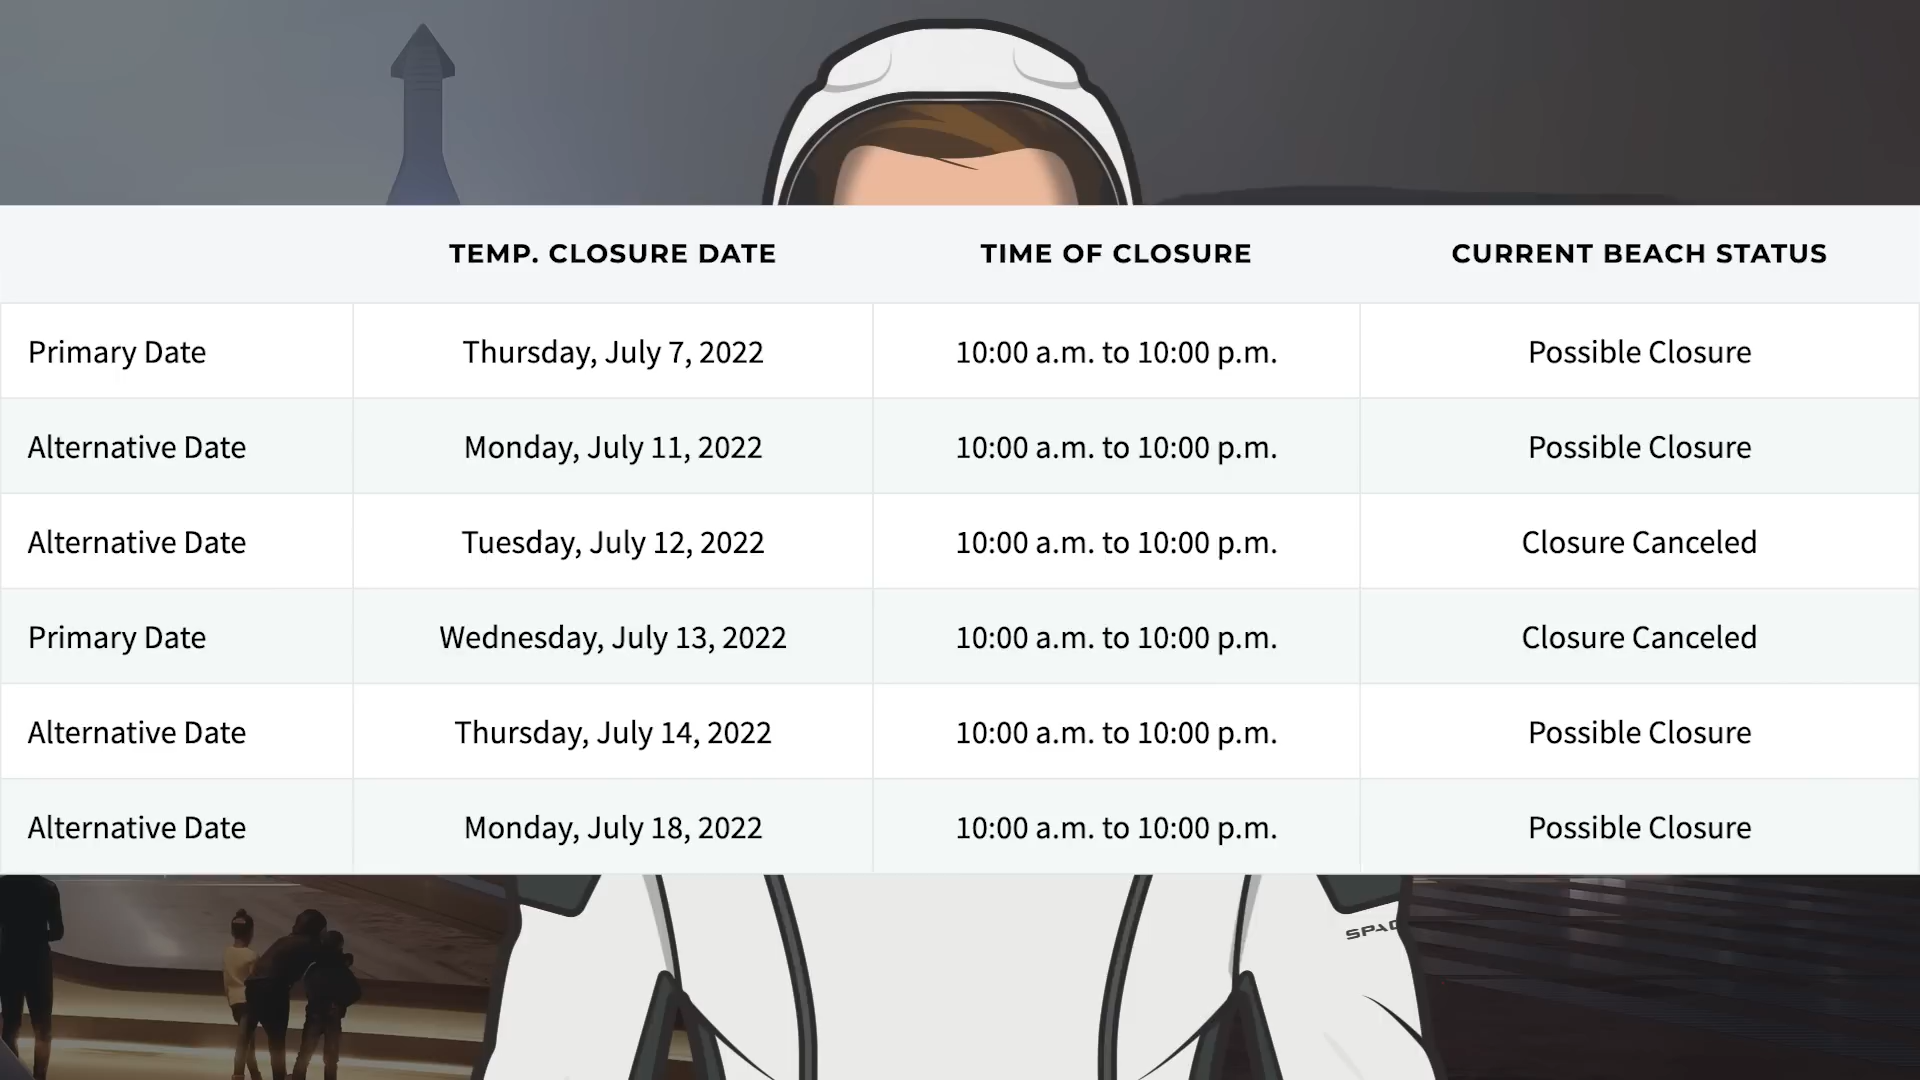 TEMP. CLOSURE DATE TIME OF CLOSURE CURRENT BEACH STATUS
Primary Date Thursday, July 7, 2022 10:00 a.m. to 10:00 p.m. Possible Closure
Alternative Date Monday, July 11, 2022 10:00 a.m. to 10:00 p.m. Possible Closure
Alternative Date Tuesday, July 12, 2022 10:00 a.m. to 10:00 p.m. Closure Canceled
Primary Date Wednesday, July 13, 2022 10:00 a.m. to 10:00 p.m. Closure Canceled
Alternative Date Thursday, July 14, 2022 10:00 a.m. to 10:00 p.m. Possible Closure
Alternative Date Monday, July 18, 2022 10:00 a.m. to 10:00 p.m. Possible Closure